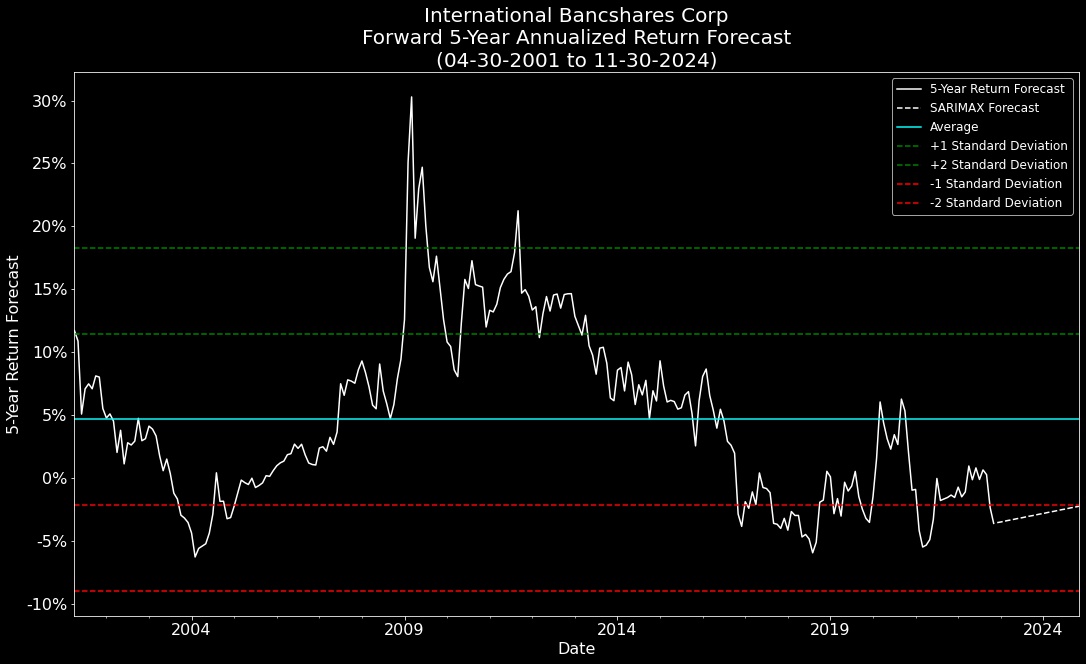 International Bancshares Corp
Forward 5-Year Annualized Return Forecast
(04-30-2001 to 11-30-2024)
5-Year Return Forecast
30%
25%
20%
15%
10%
5%
0%
-5%
-10%
5-Year Return Forecast
SARIMAX Forecast
Average
+1 Standard Deviation
+2 Standard Deviation
-1 Standard Deviation
-2 Standard Deviation
2004
2009
2014
2019
2024
Date